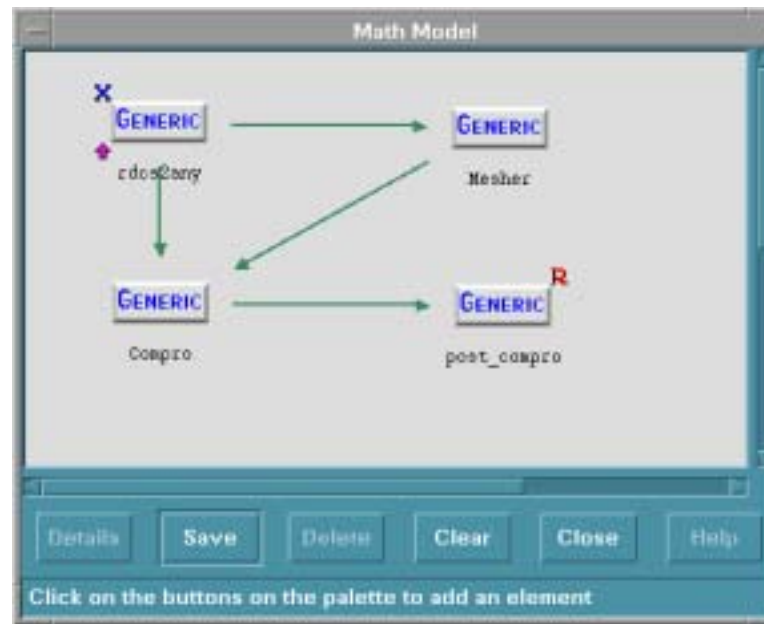 Math Model
X
GENERIC
GENERIC
rdos2any
Mesher
R
GENERIC
GENERIC
Compro
post_compro
Details Save Delete Clear Close Help
Click on the buttons on the palette to add an element